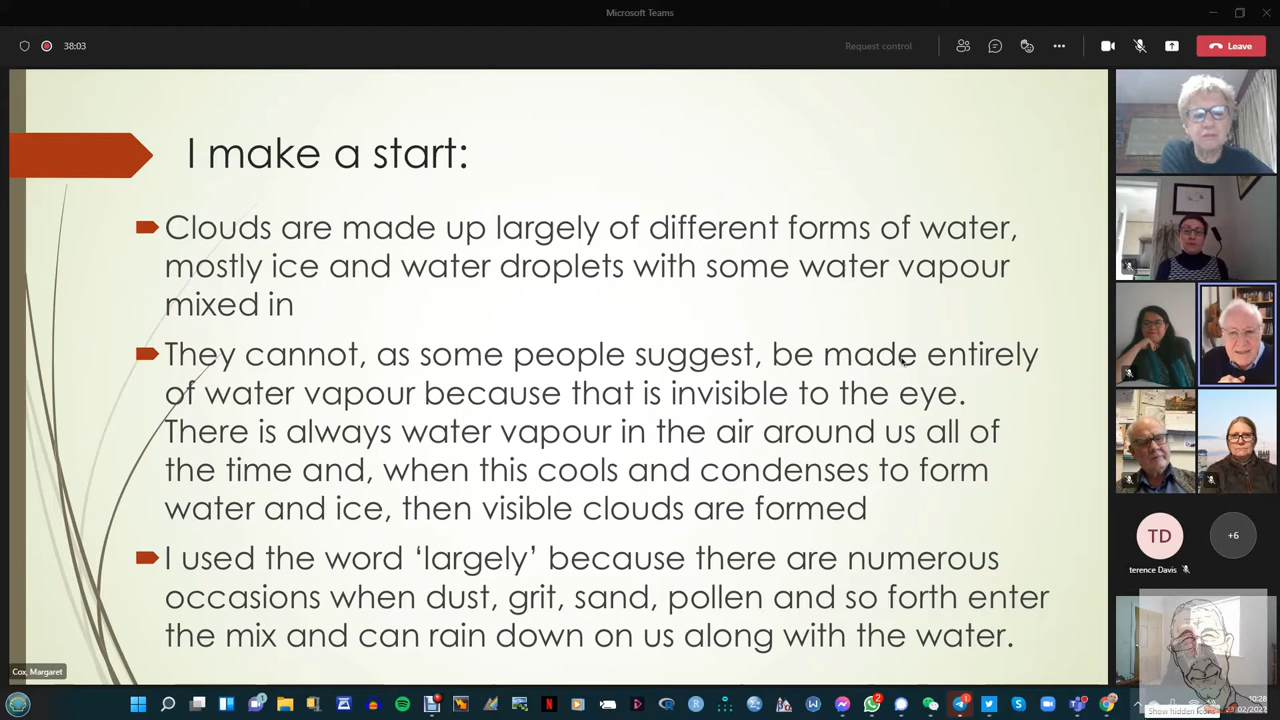 Microsoft Teams
38:03
Request control
Leave
I make a start:
Clouds are made up largely of different forms of water,
mostly ice and water droplets with some water vapour
mixed in
They cannot, as some people suggest, be made entirely
of water vapour because that is invisible to the eye.
There is always water vapour in the air around us all of
the time and, when this cools and condenses to form
water and ice, then visible clouds are formed
I used the word ‘largely’ because there are numerous
occasions when dust, grit, sand, pollen and so forth enter
the mix and can rain down on us along with the water.
Cox, Margaret
TD
+6
terence Davis
Show hidden icons
10:28